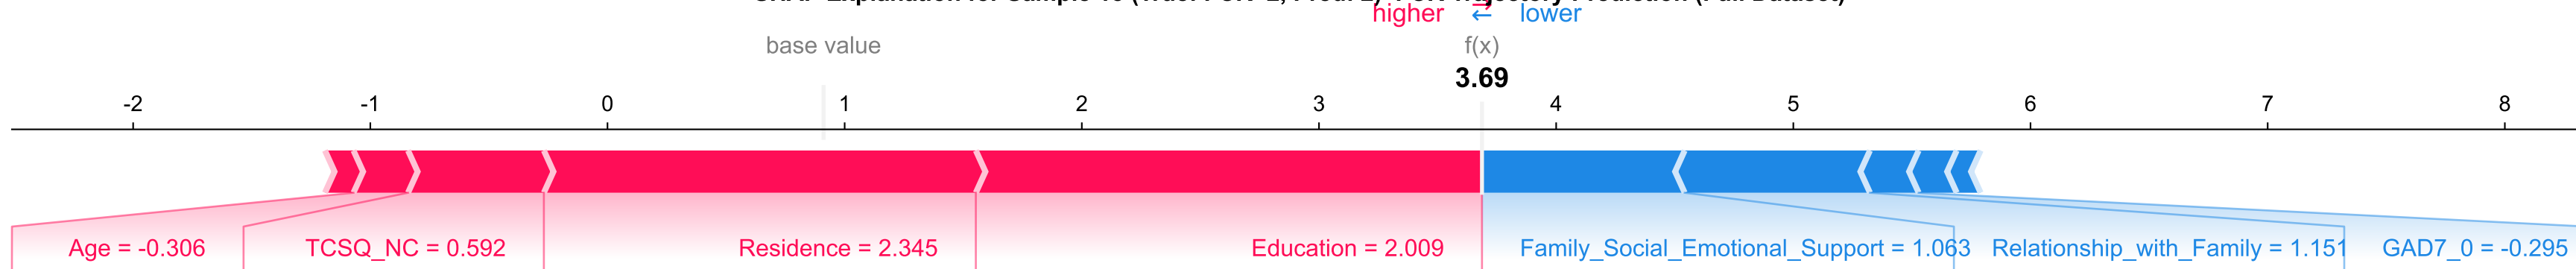 higher lower
base value f(x)
3.69
-2 -1 0 1 2 3 4 5 6 7 8
Age = -0.306 TCSQ_NC = 0.592 Residence = 2.345 Education = 2.009 Family_Social_Emotional_Support = 1.063 Relationship_with_Family = 1.151 GAD7_0 = -0.295